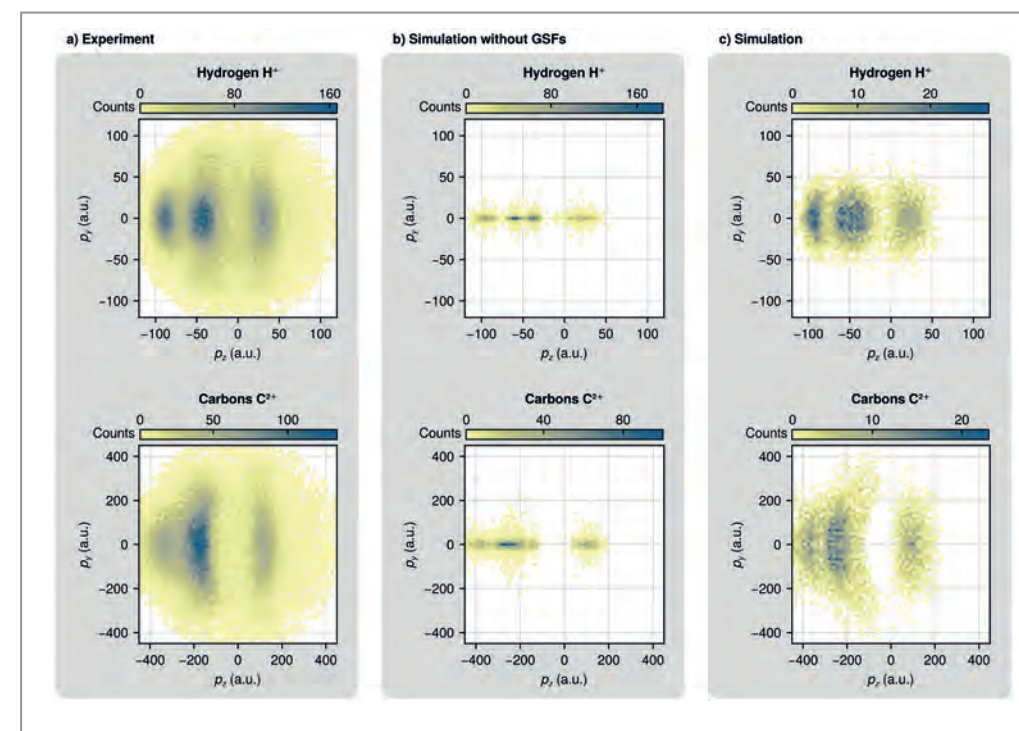 a) Experiment
Hydrogen H⁺
0 80 160
Counts
100
50
0
−50
−100
p_y (a.u.)
−100 −50 0 50 100
p_z (a.u.)
Carbons C²⁺
0 50 100
Counts
400
200
0
−200
−400
p_y (a.u.)
−400 −200 0 200 400
p_z (a.u.)
b) Simulation without GSFs
Hydrogen H⁺
0 80 160
Counts
100
50
0
−50
−100
p_y (a.u.)
−100 −50 0 50 100
p_z (a.u.)
Carbons C²⁺
0 40 80
Counts
400
200
0
−200
−400
p_y (a.u.)
−400 −200 0 200 400
p_z (a.u.)
c) Simulation
Hydrogen H⁺
0 10 20
Counts
100
50
0
−50
−100
p_y (a.u.)
−100 −50 0 50 100
p_z (a.u.)
Carbons C²⁺
0 10 20
Counts
400
200
0
−200
−400
p_y (a.u.)
−400 −200 0 200 400
p_z (a.u.)